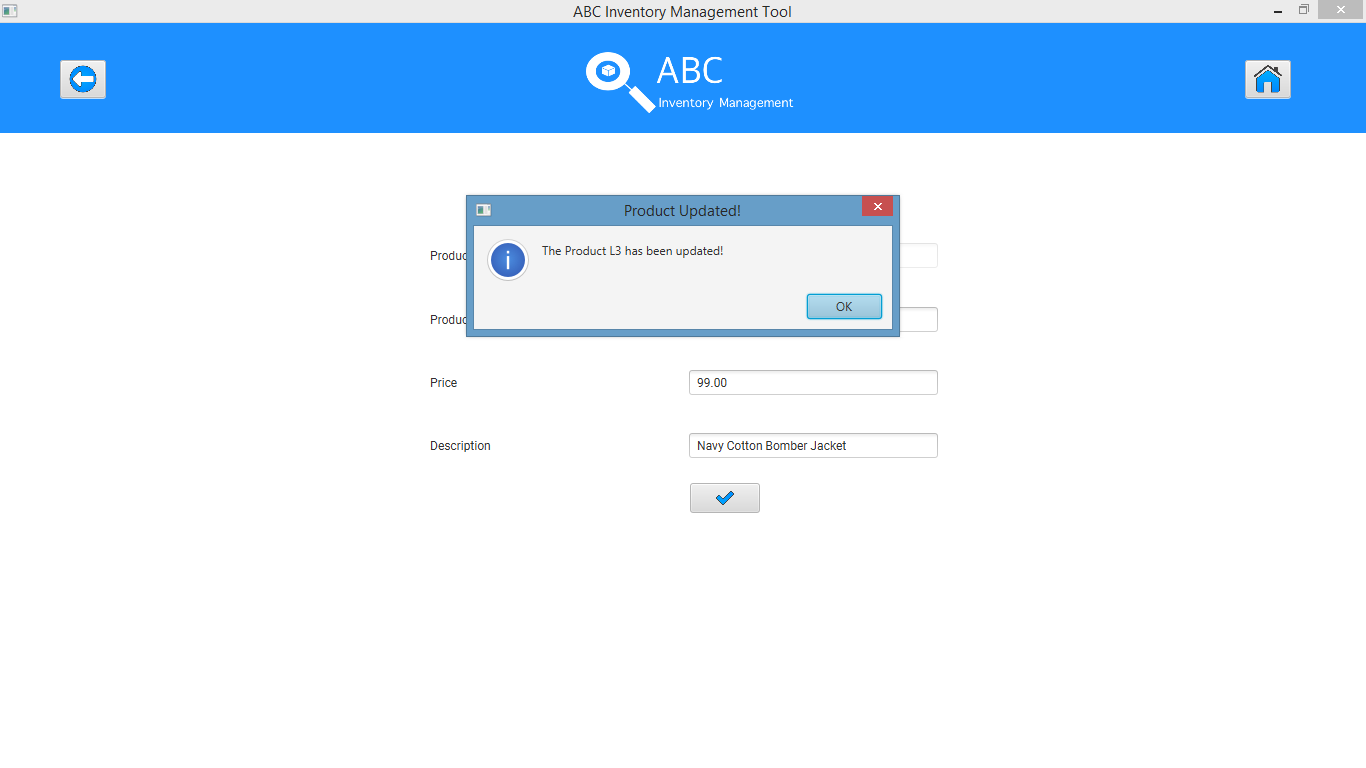 ABC Inventory Management Tool
ABC
Inventory Management
Product Updated!
The Product L3 has been updated!
OK
Produc
Produc
Price
99.00
Description
Navy Cotton Bomber Jacket